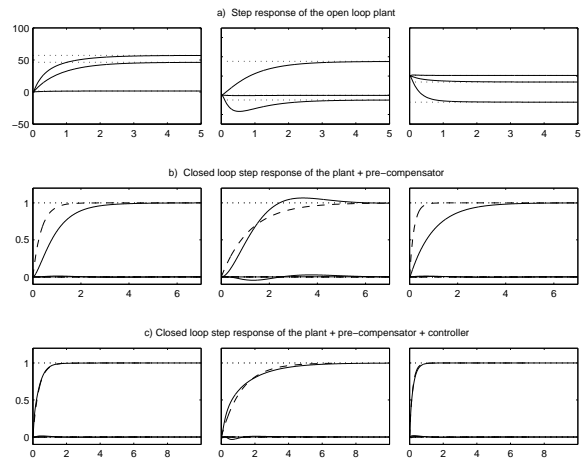 a) Step response of the open loop plant
100
50
0
−50
0 1 2 3 4 5
0 1 2 3 4 5
0 1 2 3 4 5
b) Closed loop step response of the plant + pre−compensator
1
0.5
0
0 2 4 6
0 2 4 6
0 2 4 6
c) Closed loop step response of the plant + pre−compensator + controller
1
0.5
0
0 2 4 6 8
0 2 4 6 8
0 2 4 6 8